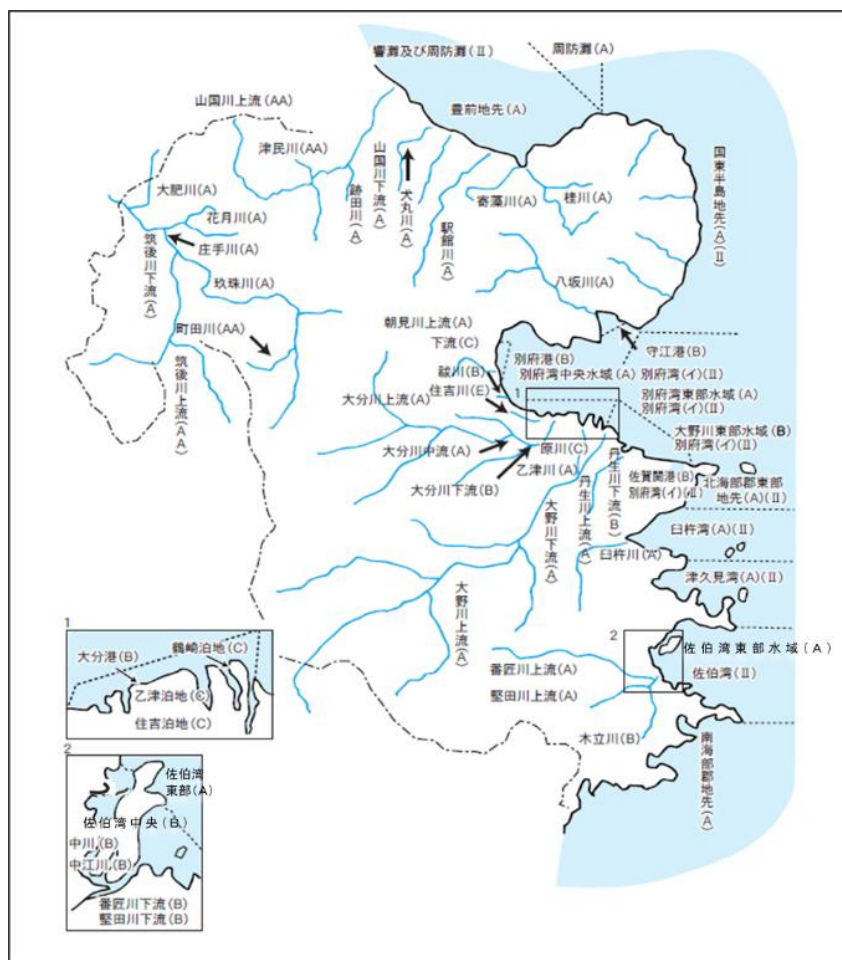 響灘及び周防灘(Ⅱ)
周防灘(A)
山国川上流(AA)
豊前地先(A)
津民川(AA)
山国川下流(A)
跡田川(A)
犬丸川(A)
駅館川(A)
寄藻川(A)
桂川(A)
国東半島地先(A)(Ⅱ)
大肥川(A)
花月川(A)
庄手川(A)
筑後川下流(A)
玖珠川(A)
八坂川(A)
町田川(AA)
筑後川上流(AA)
朝見川上流(A)
下流(C)
別府港(B)
守江港(B)
別府湾中央水域(A)
別府湾(イ)(Ⅱ)
祓川(B)
住吉川(E)
1
別府湾東部水域(A)
別府湾(イ)(Ⅱ)
大分川上流(A)
大野川東部水域(B)
別府湾(イ)(Ⅱ)
大分川中流(A)
原川(C)
乙津川(A)
大分川下流(B)
丹生川下流(B)
丹生川上流(A)
佐賀関港(B)
別府湾(イ)(Ⅱ)
北海部郡東部
地先(A)(Ⅱ)
大野川下流(A)
臼杵湾(A)(Ⅱ)
臼杵川(A)
津久見湾(A)(Ⅱ)
大野川上流(A)
2
佐伯湾東部水域(A)
佐伯湾(Ⅱ)
番匠川上流(A)
堅田川上流(A)
木立川(B)
南海部郡地先(A)
1
大分港(B)
鶴崎泊地(C)
乙津泊地(C)
住吉泊地(C)
2
佐伯湾
東部(A)
佐伯湾中央(B)
中川(B)
中江川(B)
番匠川下流(B)
堅田川下流(B)